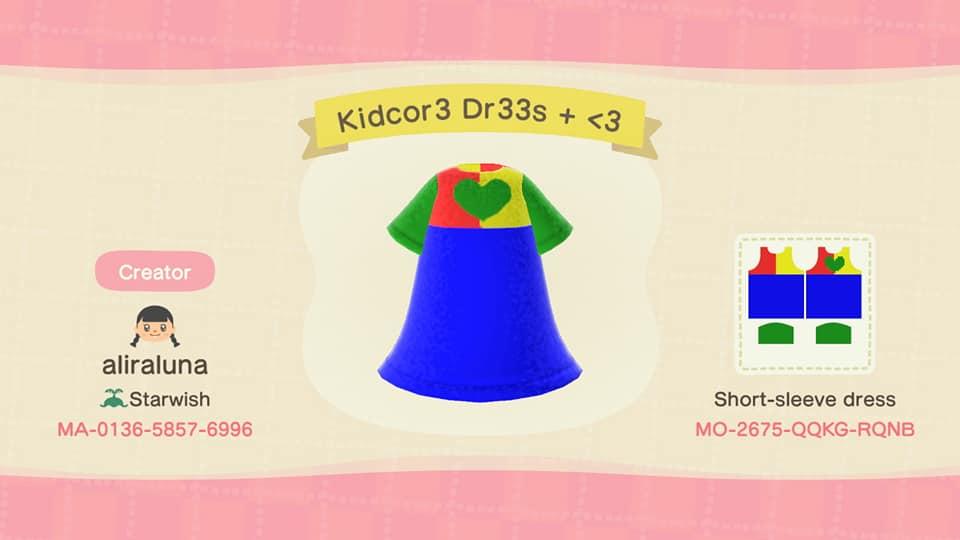 Kidcor3 Dr33s + <3
Creator
aliraluna
Starwish
MA-0136-5857-6996
Short-sleeve dress
MO-2675-QQKG-RQNB